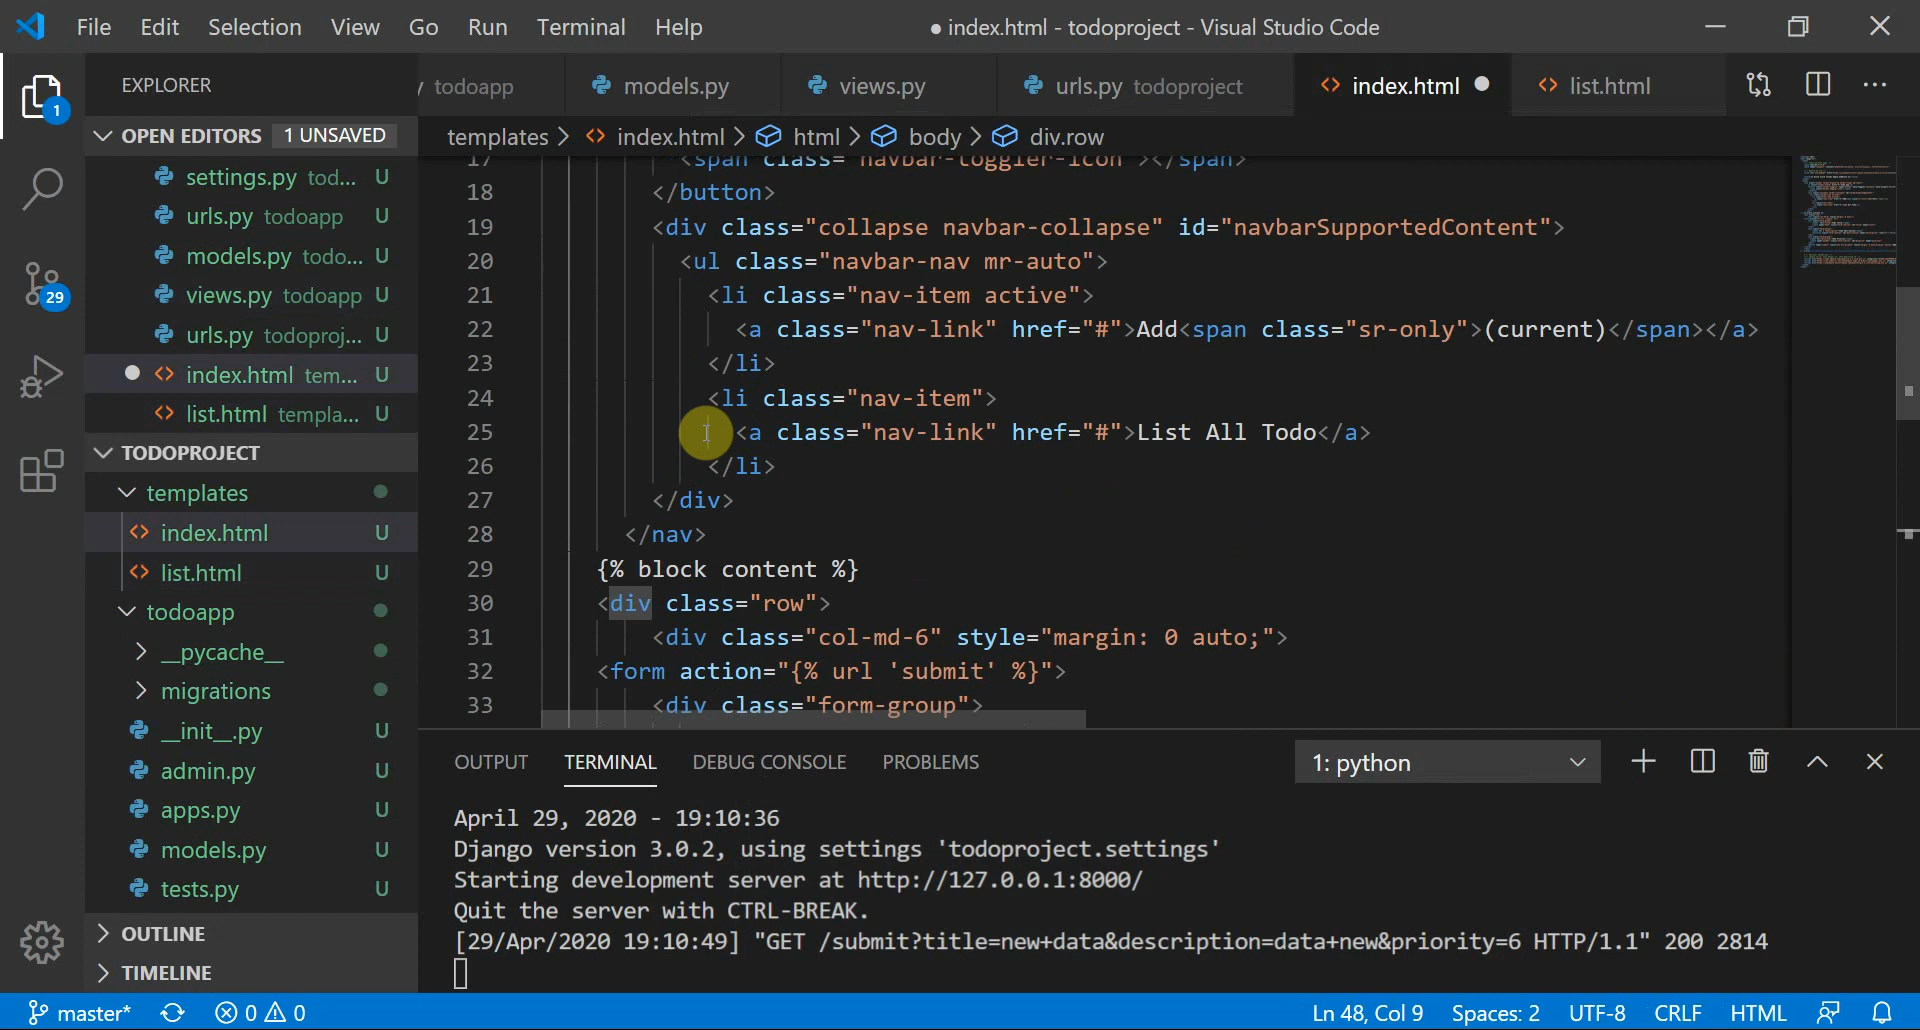 File Edit Selection View Go Run Terminal Help
● index.html - todoproject - Visual Studio Code
EXPLORER
todoapp models.py views.py urls.py todoproject index.html list.html
OPEN EDITORS 1 UNSAVED
templates > index.html > html > body > div.row
settings.py tod... U
urls.py todoapp U
models.py todo... U
views.py todoapp U
urls.py todoproj... U
index.html tem... U
list.html templa... U
TODOPROJECT
templates
index.html U
list.html U
todoapp
__pycache__
migrations
__init__.py U
admin.py U
apps.py U
models.py U
tests.py U
OUTLINE
TIMELINE
1
29
17 <span class="navbar-toggler-icon"></span>
18 </button>
19 <div class="collapse navbar-collapse" id="navbarSupportedContent">
20 <ul class="navbar-nav mr-auto">
21 <li class="nav-item active">
22 <a class="nav-link" href="#">Add<span class="sr-only">(current)</span></a>
23 </li>
24 <li class="nav-item">
25 <a class="nav-link" href="#">List All Todo</a>
26 </li>
27 </div>
28 </nav>
29 {% block content %}
30 <div class="row">
31 <div class="col-md-6" style="margin: 0 auto;">
32 <form action="{% url 'submit' %}">
33 <div class="form-group">
OUTPUT TERMINAL DEBUG CONSOLE PROBLEMS
1: python
April 29, 2020 - 19:10:36
Django version 3.0.2, using settings 'todoproject.settings'
Starting development server at http://127.0.0.1:8000/
Quit the server with CTRL-BREAK.
[29/Apr/2020 19:10:49] "GET /submit?title=new+data&description=data+new&priority=6 HTTP/1.1" 200 2814
master* 0 0
Ln 48, Col 9 Spaces: 2 UTF-8 CRLF HTML